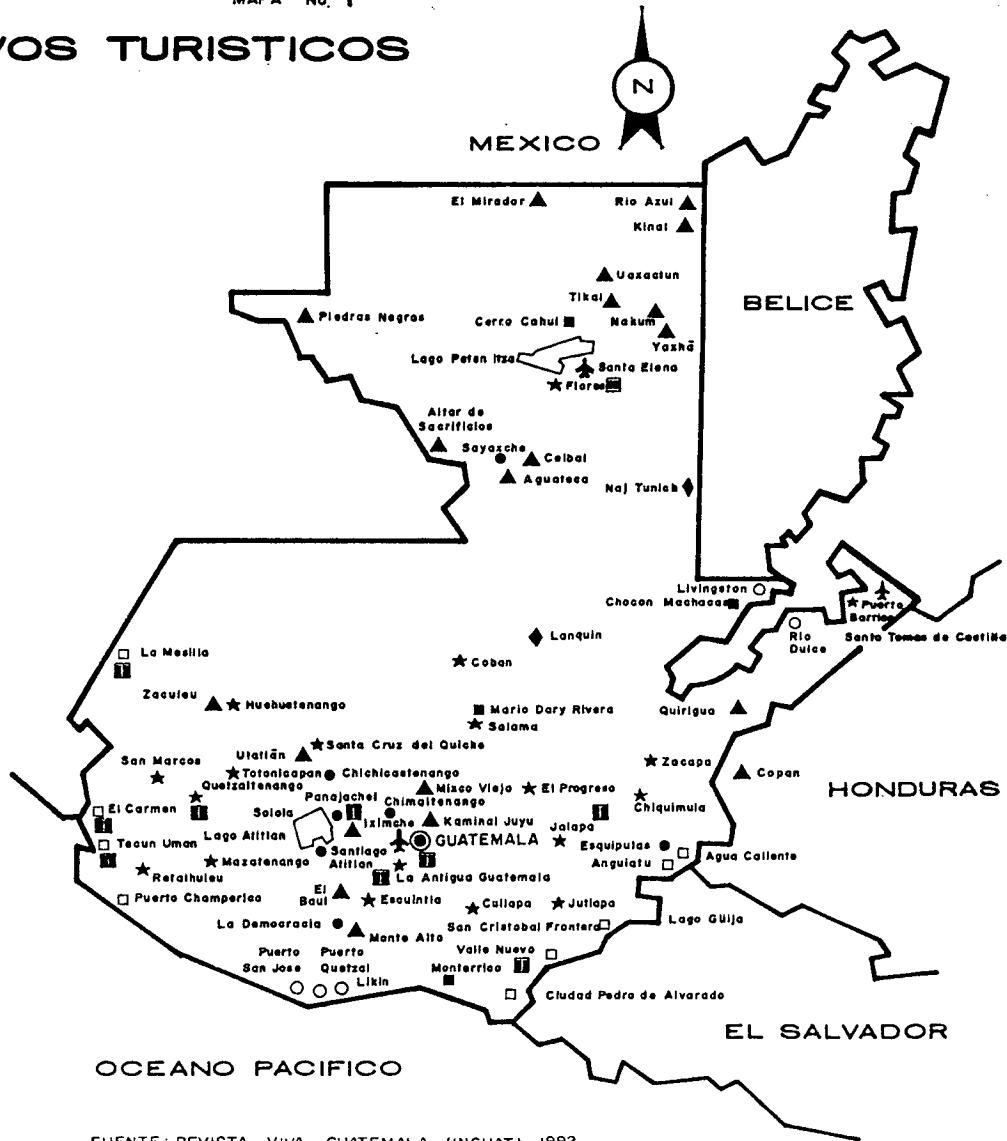 MAPA No. 1
VOS TURISTICOS
N
MEXICO
El Mirador
Rio Azul
Kinal
Uaxactun
Tikal
BELICE
Piedras Negras
Cerro Cahui
Nakum
Yaxhā
Lago Peten Itza
Santa Elena
Flores
Altar de
Sacrificios
Sayaxche
Ceibal
Aguateca
Naj Tunich
Livingston
Chocon Machacas
Puerto
Barrios
Rio
Dulce
Santo Tomas de Castilla
Lanquin
La Mesilla
Coban
Zaculeu
Huehuetenango
Mario Dary Rivera
Quirigua
Salama
Utatlān
Santa Cruz del Quiche
San Marcos
Totonicapan
Chichicastenango
Zacapa
Copan
Quetzaltenango
Mixco Viejo
El Progreso
HONDURAS
Panajachel
Chimaltenango
Chiquimula
El Carmen
Solola
Iximche
Kaminal Juyu
Jalapa
Lago Atitlan
GUATEMALA
Esquipulas
Tecun Uman
Santiago
Atitlan
Anguiatu
Agua Caliente
Mazatenango
Retalhuleu
La Antigua Guatemala
Puerto Champerico
El
Baul
Escuintla
Cuilapa
Jutiapa
La Democracia
San Cristobal Frontera
Lago Güija
Monte Alto
Puerto
San Jose
Puerto
Quetzal
Likin
Valle Nuevo
Monterrico
Ciudad Pedro de Alvarado
EL SALVADOR
OCEANO PACIFICO
FUENTE: REVISTA VIVA GUATEMALA (INGUAT) 1992